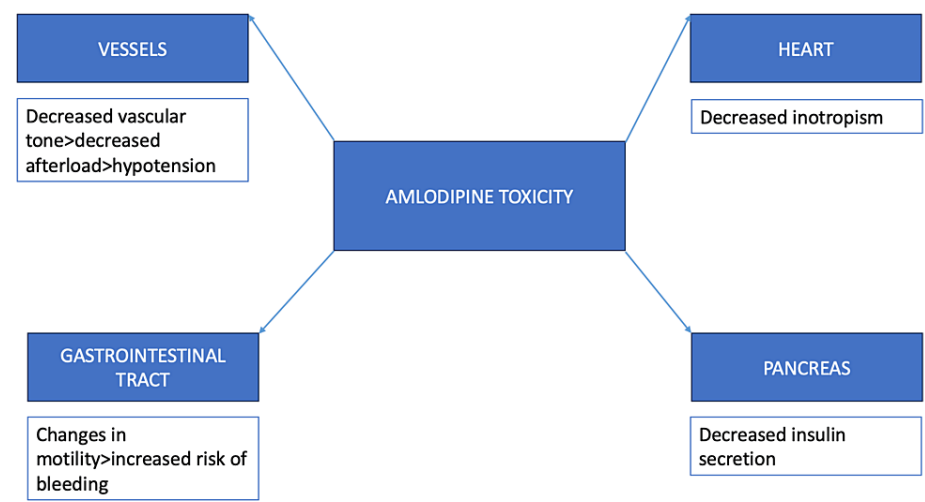 VESSELS
Decreased vascular
tone>decreased
afterload>hypotension
HEART
Decreased inotropism
AMLODIPINE TOXICITY
GASTROINTESTINAL
TRACT
Changes in
motility>increased risk of
bleeding
PANCREAS
Decreased insulin
secretion